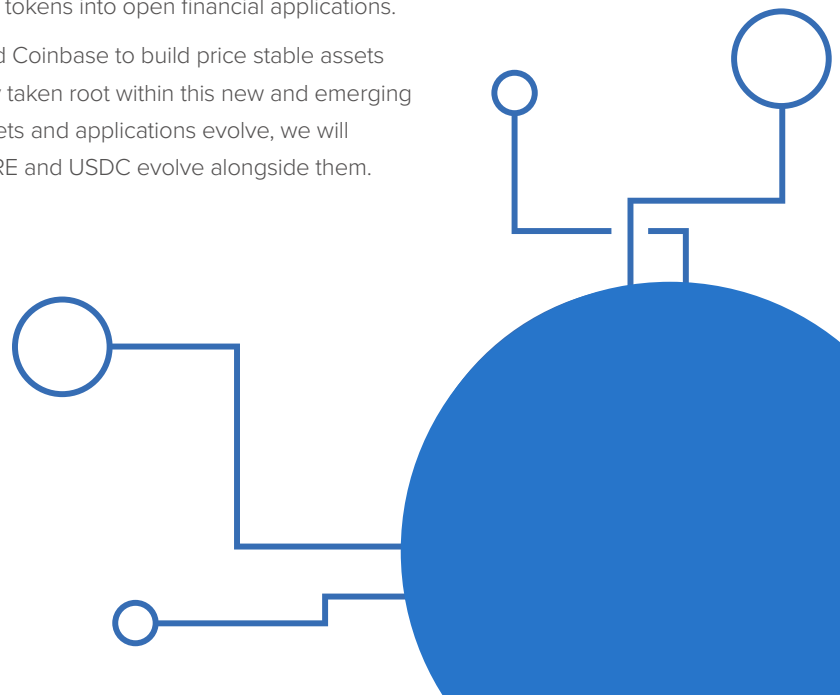 tokens into open financial applications.
d Coinbase to build price stable assets
taken root within this new and emerging
ets and applications evolve, we will
RE and USDC evolve alongside them.